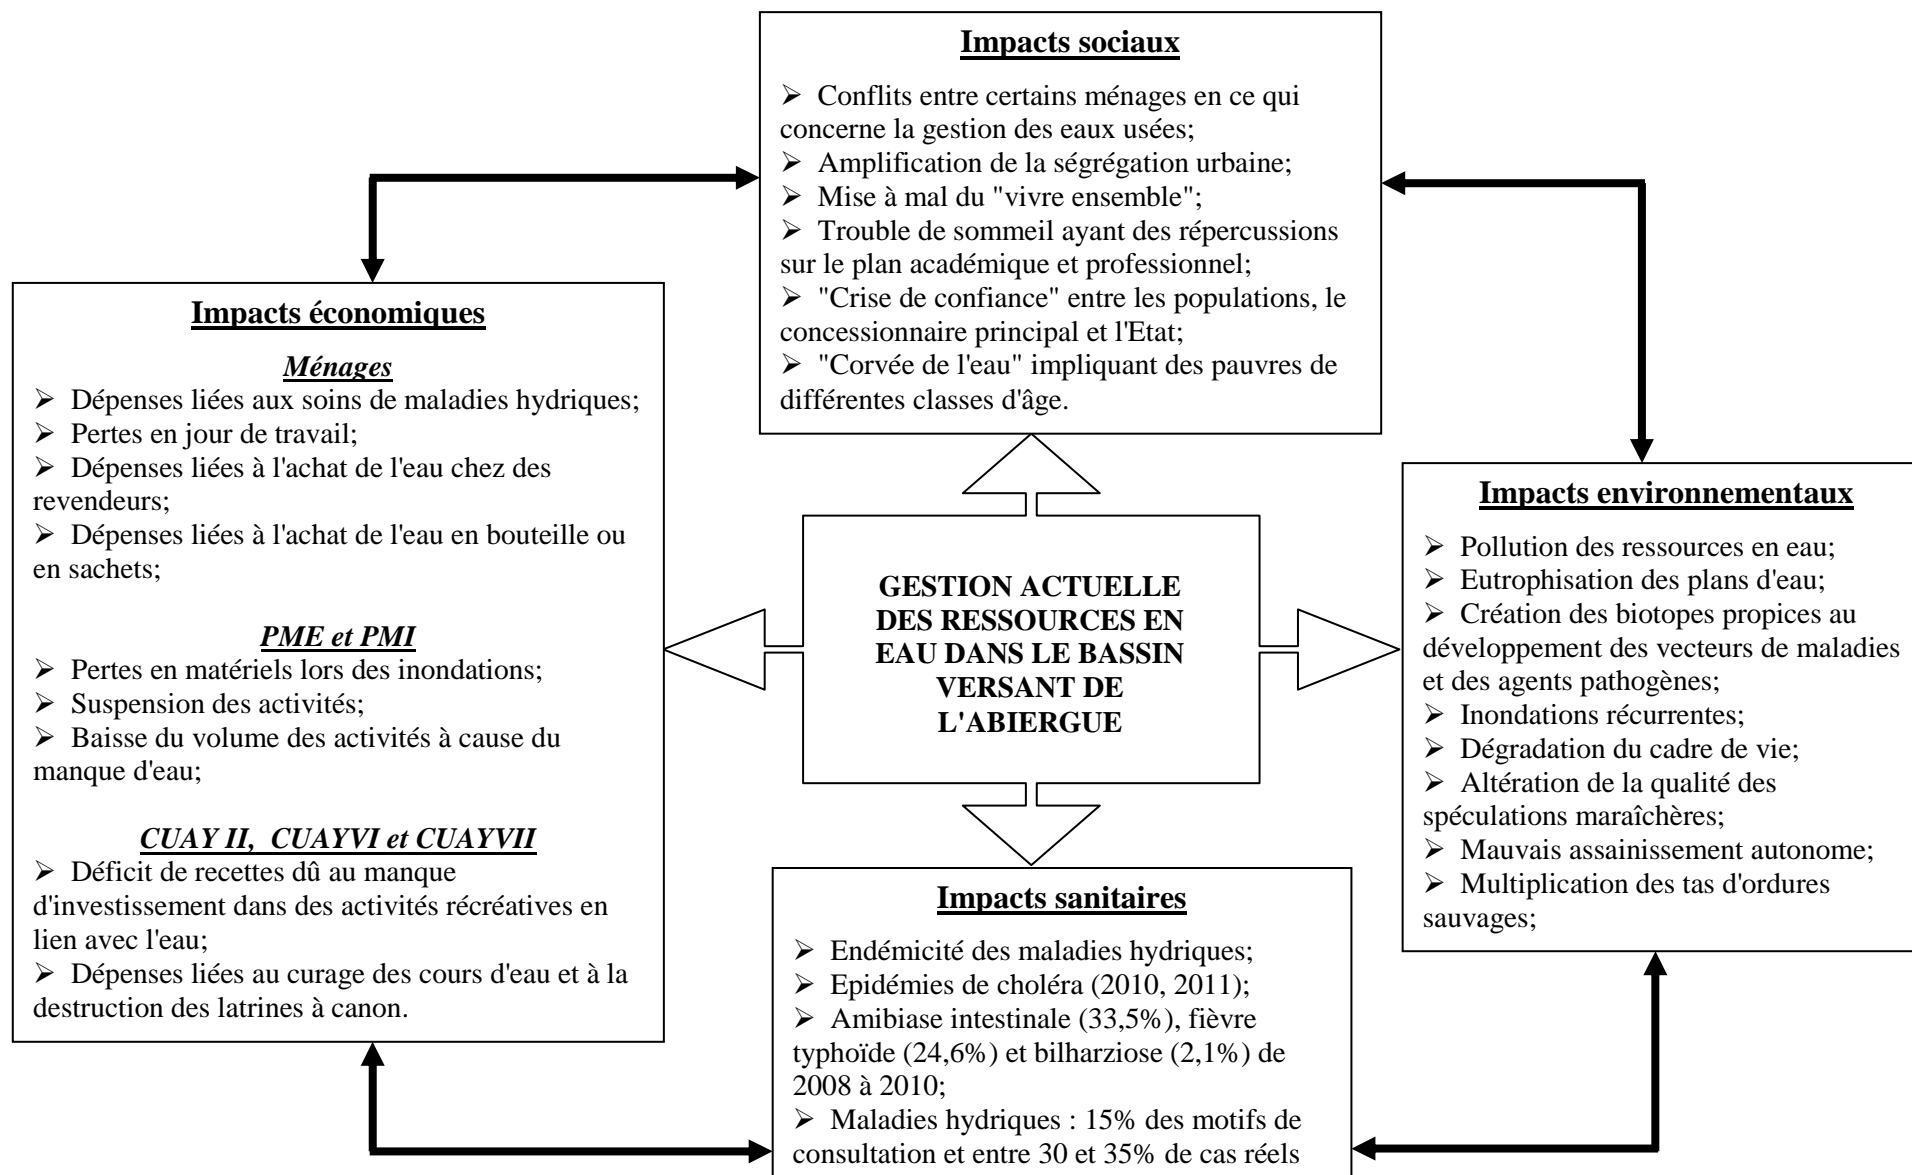 Impacts sociaux
➢ Conflits entre certains ménages en ce qui
concerne la gestion des eaux usées;
➢ Amplification de la ségrégation urbaine;
➢ Mise à mal du "vivre ensemble";
➢ Trouble de sommeil ayant des répercussions
sur le plan académique et professionnel;
➢ "Crise de confiance" entre les populations, le
concessionnaire principal et l'Etat;
➢ "Corvée de l'eau" impliquant des pauvres de
différentes classes d'âge.
Impacts économiques
Ménages
➢ Dépenses liées aux soins de maladies hydriques;
➢ Pertes en jour de travail;
➢ Dépenses liées à l'achat de l'eau chez des
revendeurs;
➢ Dépenses liées à l'achat de l'eau en bouteille ou
en sachets;
PME et PMI
➢ Pertes en matériels lors des inondations;
➢ Suspension des activités;
➢ Baisse du volume des activités à cause du
manque d'eau;
CUAY II, CUAYVI et CUAYVII
➢ Déficit de recettes dû au manque
d'investissement dans des activités récréatives en
lien avec l'eau;
➢ Dépenses liées au curage des cours d'eau et à la
destruction des latrines à canon.
GESTION ACTUELLE
DES RESSOURCES EN
EAU DANS LE BASSIN
VERSANT DE
L'ABIERGUE
Impacts environnementaux
➢ Pollution des ressources en eau;
➢ Eutrophisation des plans d'eau;
➢ Création des biotopes propices au
développement des vecteurs de maladies
et des agents pathogènes;
➢ Inondations récurrentes;
➢ Dégradation du cadre de vie;
➢ Altération de la qualité des
spéculations maraîchères;
➢ Mauvais assainissement autonome;
➢ Multiplication des tas d'ordures
sauvages;
Impacts sanitaires
➢ Endémicité des maladies hydriques;
➢ Epidémies de choléra (2010, 2011);
➢ Amibiase intestinale (33,5%), fièvre
typhoïde (24,6%) et bilharziose (2,1%) de
2008 à 2010;
➢ Maladies hydriques : 15% des motifs de
consultation et entre 30 et 35% de cas réels